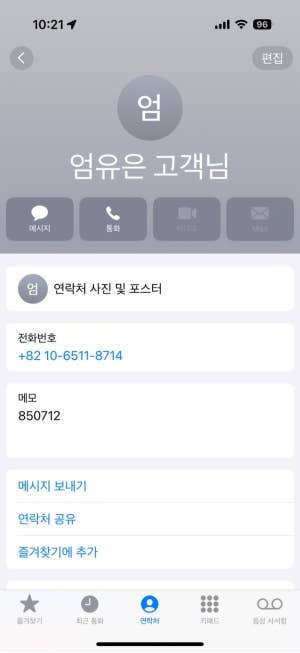 10:21
96
편집
엄
엄유은 고객님
메시지
통화
Mail
엄 연락처 사진 및 포스터
전화번호
+82 10-6511-8714
메모
850712
메시지 보내기
연락처 공유
즐겨찾기에 추가
즐겨찾기
최근 통화
연락처
키패드
음성 사서함